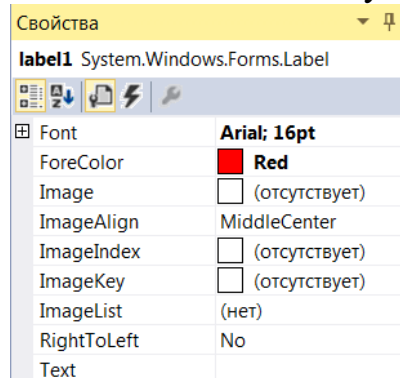 Свойства
label1 System.Windows.Forms.Label
Font Arial; 16pt
ForeColor Red
Image (отсутствует)
ImageAlign MiddleCenter
ImageIndex (отсутствует)
ImageKey (отсутствует)
ImageList (нет)
RightToLeft No
Text